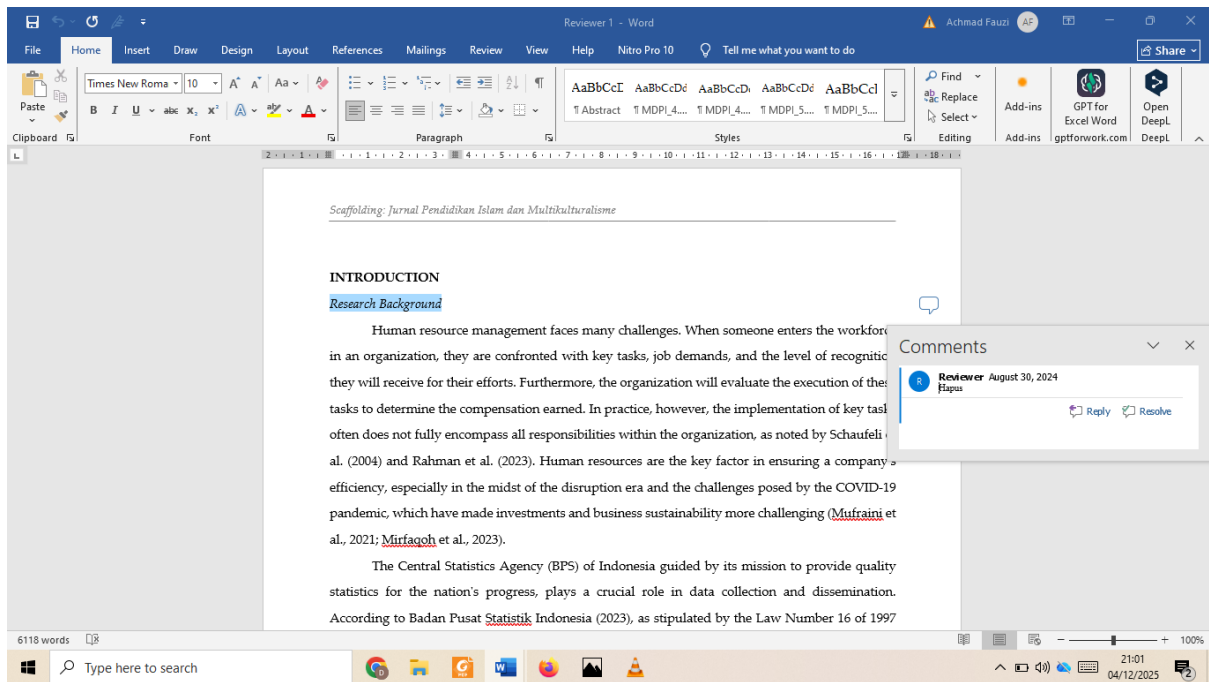 Reviewer 1 - Word
Achmad Fauzi AF
File Home Insert Draw Design Layout References Mailings Review View Help Nitro Pro 10 Tell me what you want to do Share
Paste
Clipboard
Times New Roma 10
Font
Paragraph
AaBbCcI AaBbCcDd AaBbCcDt AaBbCcDd AaBbCcI
¶ Abstract ¶ MDPI_4.... ¶ MDPI_4.... ¶ MDPI_5.... ¶ MDPI_5....
Styles
Find
Replace
Select
Editing
Add-ins
Add-ins
GPT for
Excel Word
gptforwork.com
Open
DeepL
DeepL
Scaffolding: Jurnal Pendidikan Islam dan Multikulturalisme
INTRODUCTION
Research Background
Human resource management faces many challenges. When someone enters the workforc
in an organization, they are confronted with key tasks, job demands, and the level of recognitio
they will receive for their efforts. Furthermore, the organization will evaluate the execution of thes
tasks to determine the compensation earned. In practice, however, the implementation of key task
often does not fully encompass all responsibilities within the organization, as noted by Schaufeli
al. (2004) and Rahman et al. (2023). Human resources are the key factor in ensuring a company's
efficiency, especially in the midst of the disruption era and the challenges posed by the COVID-19
pandemic, which have made investments and business sustainability more challenging (Mufraini et
al., 2021; Mirfaqoh et al., 2023).
The Central Statistics Agency (BPS) of Indonesia guided by its mission to provide quality
statistics for the nation's progress, plays a crucial role in data collection and dissemination.
According to Badan Pusat Statistik Indonesia (2023), as stipulated by the Law Number 16 of 1997
Comments
R Reviewer August 30, 2024
Hapus
Reply Resolve
6118 words
100%
Type here to search
21:01
04/12/2025
2